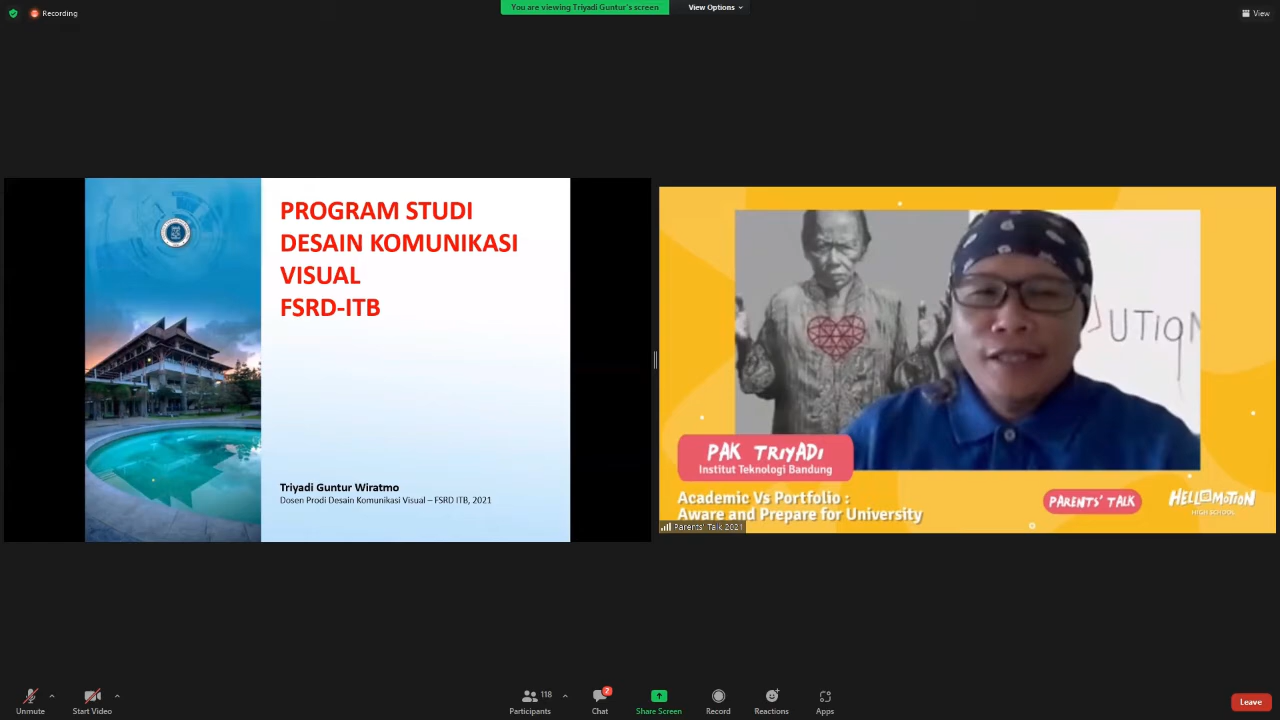 Recording
You are viewing Triyadi Guntur's screen
View Options
View
PROGRAM STUDI
DESAIN KOMUNIKASI
VISUAL
FSRD-ITB
Triyadi Guntur Wiratmo
Dosen Prodi Desain Komunikasi Visual – FSRD ITB, 2021
UTION
PAK TRIYADI
Institut Teknologi Bandung
Academic Vs Portfolio :
Aware and Prepare for University
PARENTS' TALK
HELLOMOTION
HIGH SCHOOL
Parents' Talk 2021
Unmute
Start Video
118
Participants
2
Chat
Share Screen
Record
Reactions
Apps
Leave